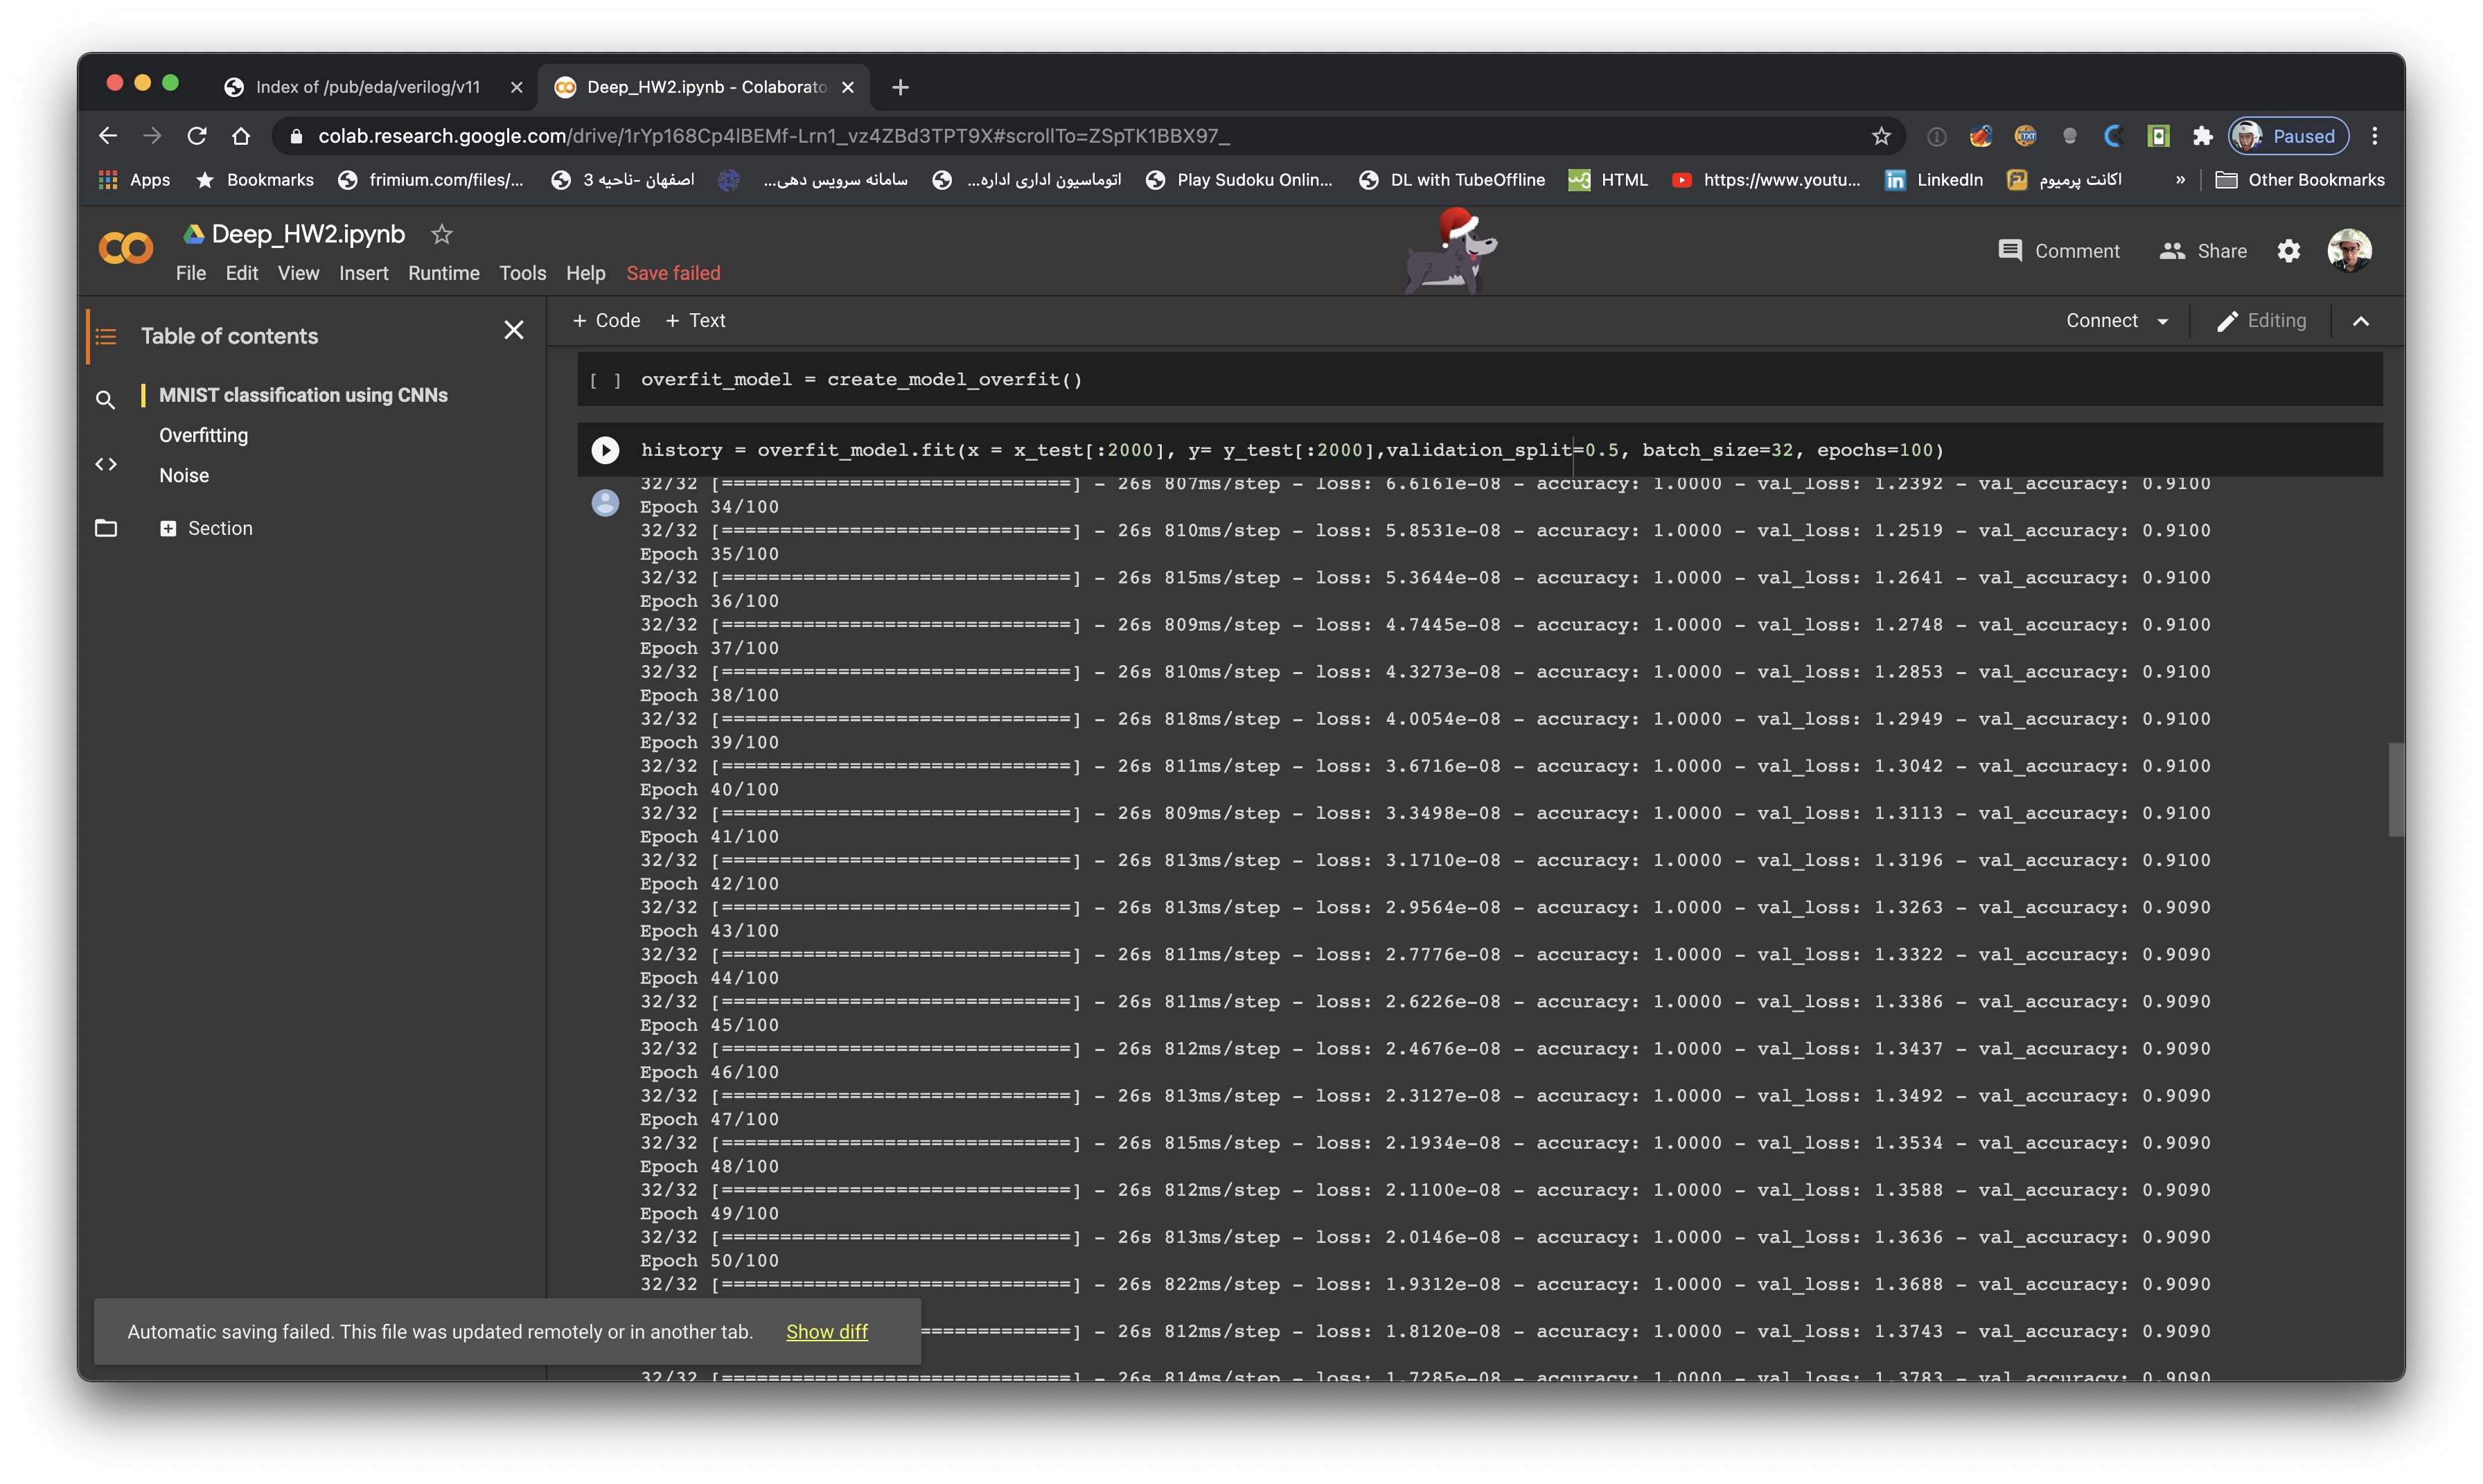 Index of /pub/eda/verilog/v11
Deep_HW2.ipynb - Colaborato
colab.research.google.com/drive/1rYp168Cp4lBEMf-Lrn1_vz4ZBd3TPT9X#scrollTo=ZSpTK1BBX97_
Paused
Apps Bookmarks frimium.com/files/... اصفهان -ناحیه 3 سامانه سرویس دهی... اتوماسیون اداری اداره... Play Sudoku Onlin... DL with TubeOffline HTML https://www.youtu... LinkedIn اکانت پرمیوم » Other Bookmarks
Deep_HW2.ipynb
File Edit View Insert Runtime Tools Help Save failed
Comment Share
Table of contents
MNIST classification using CNNs
Overfitting
Noise
Section
+ Code + Text
Connect Editing
[ ] overfit_model = create_model_overfit()
history = overfit_model.fit(x = x_test[:2000], y= y_test[:2000],validation_split=0.5, batch_size=32, epochs=100)
32/32 [==============================] - 26s 807ms/step - loss: 6.6161e-08 - accuracy: 1.0000 - val_loss: 1.2392 - val_accuracy: 0.9100
Epoch 34/100
32/32 [==============================] - 26s 810ms/step - loss: 5.8531e-08 - accuracy: 1.0000 - val_loss: 1.2519 - val_accuracy: 0.9100
Epoch 35/100
32/32 [==============================] - 26s 815ms/step - loss: 5.3644e-08 - accuracy: 1.0000 - val_loss: 1.2641 - val_accuracy: 0.9100
Epoch 36/100
32/32 [==============================] - 26s 809ms/step - loss: 4.7445e-08 - accuracy: 1.0000 - val_loss: 1.2748 - val_accuracy: 0.9100
Epoch 37/100
32/32 [==============================] - 26s 810ms/step - loss: 4.3273e-08 - accuracy: 1.0000 - val_loss: 1.2853 - val_accuracy: 0.9100
Epoch 38/100
32/32 [==============================] - 26s 818ms/step - loss: 4.0054e-08 - accuracy: 1.0000 - val_loss: 1.2949 - val_accuracy: 0.9100
Epoch 39/100
32/32 [==============================] - 26s 811ms/step - loss: 3.6716e-08 - accuracy: 1.0000 - val_loss: 1.3042 - val_accuracy: 0.9100
Epoch 40/100
32/32 [==============================] - 26s 809ms/step - loss: 3.3498e-08 - accuracy: 1.0000 - val_loss: 1.3113 - val_accuracy: 0.9100
Epoch 41/100
32/32 [==============================] - 26s 813ms/step - loss: 3.1710e-08 - accuracy: 1.0000 - val_loss: 1.3196 - val_accuracy: 0.9100
Epoch 42/100
32/32 [==============================] - 26s 813ms/step - loss: 2.9564e-08 - accuracy: 1.0000 - val_loss: 1.3263 - val_accuracy: 0.9090
Epoch 43/100
32/32 [==============================] - 26s 811ms/step - loss: 2.7776e-08 - accuracy: 1.0000 - val_loss: 1.3322 - val_accuracy: 0.9090
Epoch 44/100
32/32 [==============================] - 26s 811ms/step - loss: 2.6226e-08 - accuracy: 1.0000 - val_loss: 1.3386 - val_accuracy: 0.9090
Epoch 45/100
32/32 [==============================] - 26s 812ms/step - loss: 2.4676e-08 - accuracy: 1.0000 - val_loss: 1.3437 - val_accuracy: 0.9090
Epoch 46/100
32/32 [==============================] - 26s 813ms/step - loss: 2.3127e-08 - accuracy: 1.0000 - val_loss: 1.3492 - val_accuracy: 0.9090
Epoch 47/100
32/32 [==============================] - 26s 815ms/step - loss: 2.1934e-08 - accuracy: 1.0000 - val_loss: 1.3534 - val_accuracy: 0.9090
Epoch 48/100
32/32 [==============================] - 26s 812ms/step - loss: 2.1100e-08 - accuracy: 1.0000 - val_loss: 1.3588 - val_accuracy: 0.9090
Epoch 49/100
32/32 [==============================] - 26s 813ms/step - loss: 2.0146e-08 - accuracy: 1.0000 - val_loss: 1.3636 - val_accuracy: 0.9090
Epoch 50/100
32/32 [==============================] - 26s 822ms/step - loss: 1.9312e-08 - accuracy: 1.0000 - val_loss: 1.3688 - val_accuracy: 0.9090
=============] - 26s 812ms/step - loss: 1.8120e-08 - accuracy: 1.0000 - val_loss: 1.3743 - val_accuracy: 0.9090
32/32 [==============================] - 26s 814ms/step - loss: 1.7285e-08 - accuracy: 1.0000 - val_loss: 1.3783 - val_accuracy: 0.9090
Automatic saving failed. This file was updated remotely or in another tab. Show diff